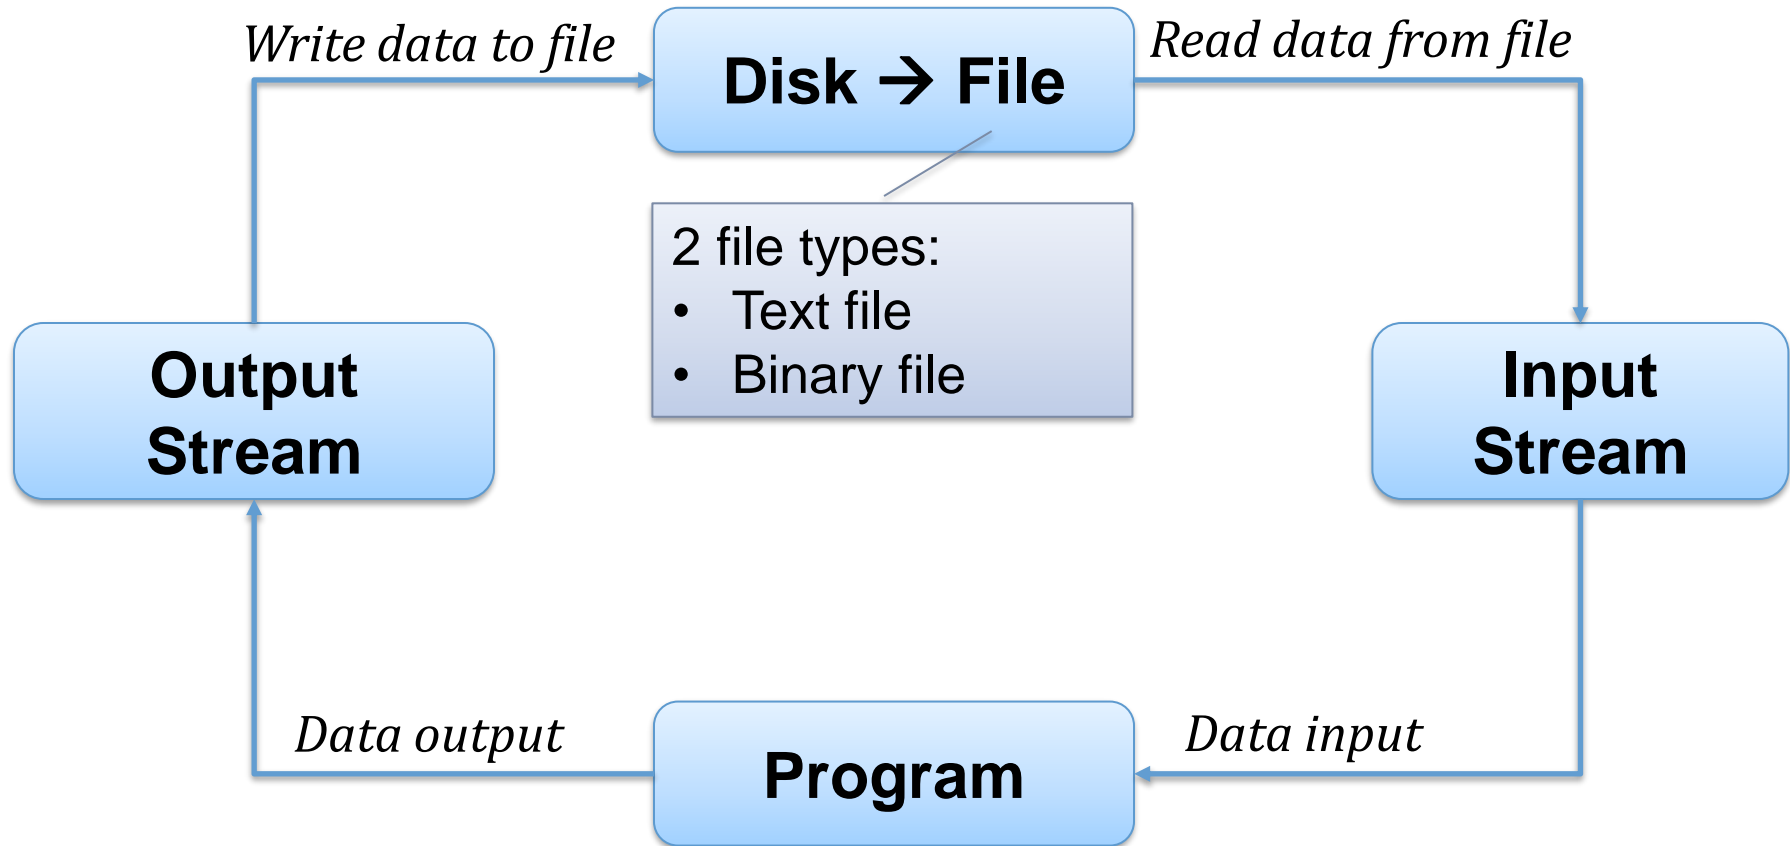 Write data to file
Disk → File
Read data from file
2 file types:
• Text file
• Binary file
Output
Stream
Input
Stream
Data output
Program
Data input